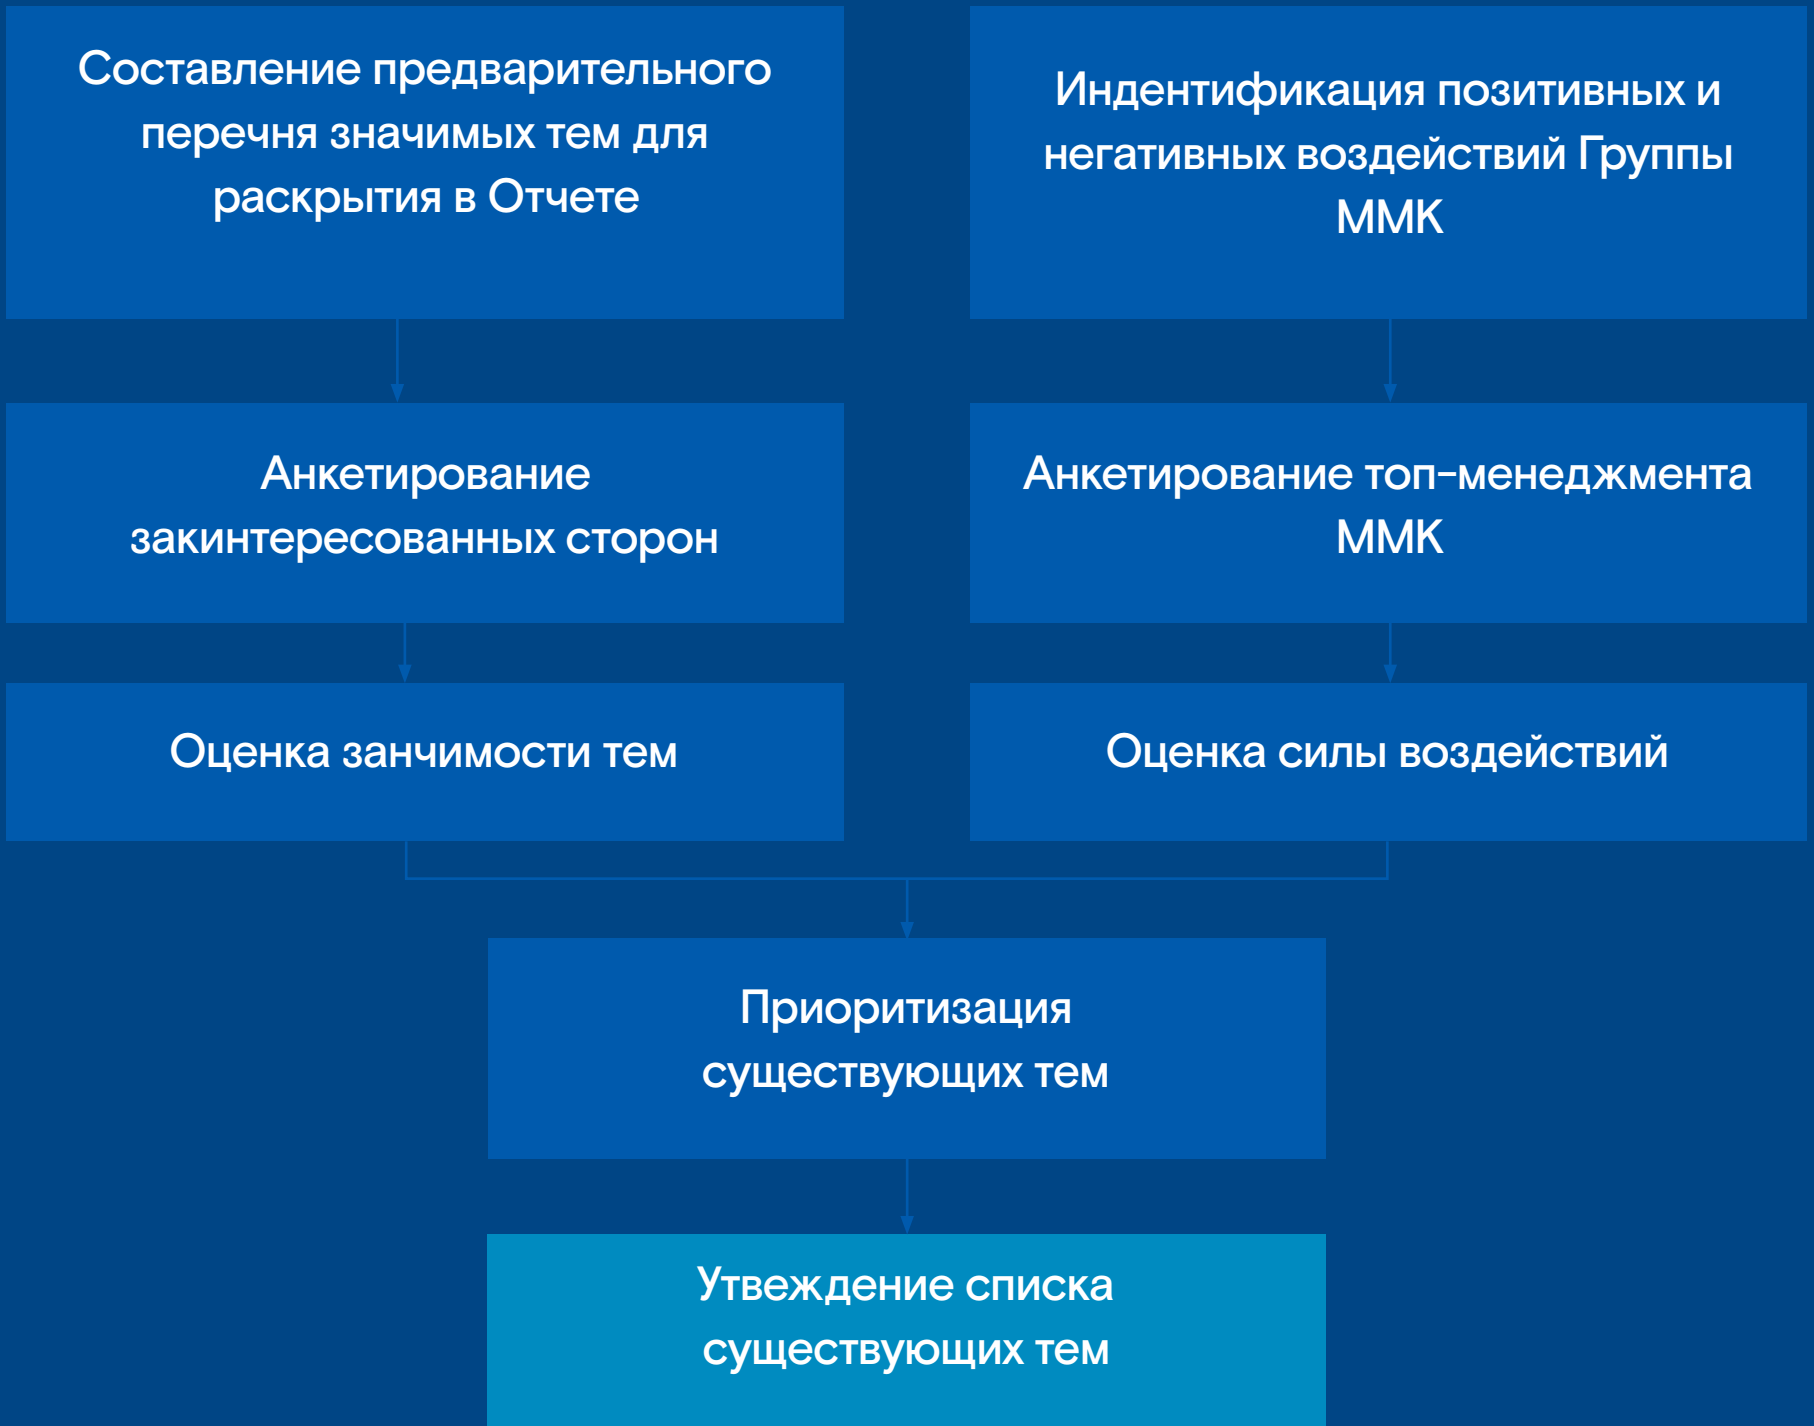 Составление предварительного
перечня значимых тем для
раскрытия в Отчете
Индентификация позитивных и
негативных воздействий Группы
ММК
Анкетирование
закинтересованных сторон
Анкетирование топ-менеджмента
ММК
Оценка занчимости тем
Оценка силы воздействий
Приоритизация
существующих тем
Утвеждение списка
существующих тем